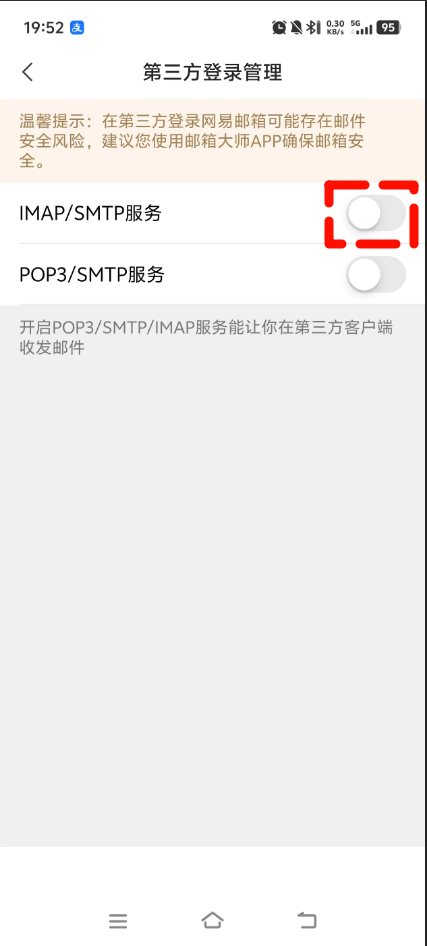 19:52 支 0.30 KB/s 5G 95
第三方登录管理
温馨提示：在第三方登录网易邮箱可能存在邮件
安全风险，建议您使用邮箱大师APP确保邮箱安
全。
IMAP/SMTP服务
POP3/SMTP服务
开启POP3/SMTP/IMAP服务能让你在第三方客户端
收发邮件